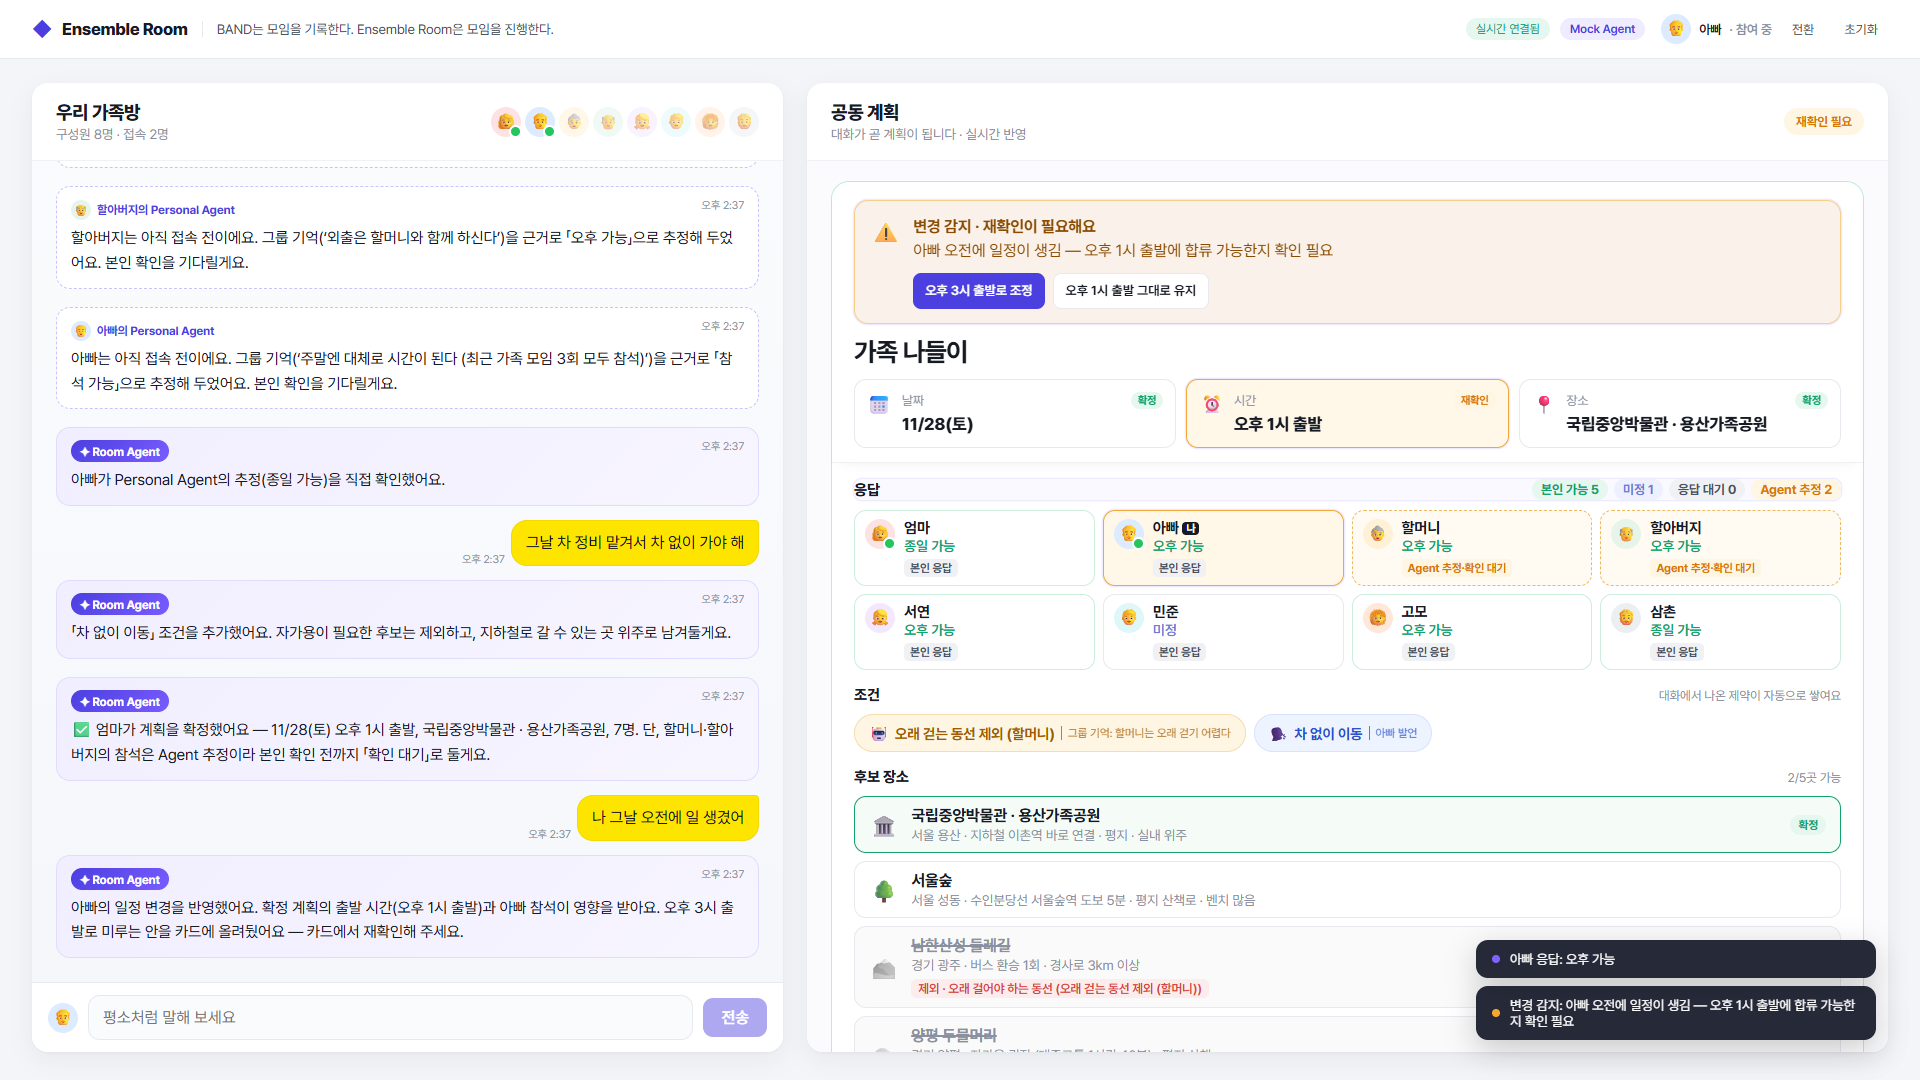 Ensemble Room
BAND는 모임을 기록한다. Ensemble Room은 모임을 진행한다.
실시간 연결됨
Mock Agent
아빠 · 참여 중
전환
초기화
우리 가족방
구성원 8명 · 접속 2명
할아버지의 Personal Agent
오후 2:37
할아버지는 아직 접속 전이에요. 그룹 기억(‘외출은 할머니와 함께 하신다’)을 근거로 「오후 가능」으로 추정해 두었
어요. 본인 확인을 기다릴게요.
아빠의 Personal Agent
오후 2:37
아빠는 아직 접속 전이에요. 그룹 기억(‘주말엔 대체로 시간이 된다 (최근 가족 모임 3회 모두 참석)’)을 근거로 「참
석 가능」으로 추정해 두었어요. 본인 확인을 기다릴게요.
✦ Room Agent
오후 2:37
아빠가 Personal Agent의 추정(종일 가능)을 직접 확인했어요.
그날 차 정비 맡겨서 차 없이 가야 해
오후 2:37
✦ Room Agent
오후 2:37
「차 없이 이동」 조건을 추가했어요. 자가용이 필요한 후보는 제외하고, 지하철로 갈 수 있는 곳 위주로 남겨둘게요.
✦ Room Agent
오후 2:37
✅ 엄마가 계획을 확정했어요 — 11/28(토) 오후 1시 출발, 국립중앙박물관 · 용산가족공원, 7명. 단, 할머니·할아
버지의 참석은 Agent 추정이라 본인 확인 전까지 「확인 대기」로 둘게요.
나 그날 오전에 일 생겼어
오후 2:37
✦ Room Agent
오후 2:37
아빠의 일정 변경을 반영했어요. 확정 계획의 출발 시간(오후 1시 출발)과 아빠 참석이 영향을 받아요. 오후 3시 출
발로 미루는 안을 카드에 올려뒀어요 — 카드에서 재확인해 주세요.
평소처럼 말해 보세요
전송
공동 계획
대화가 곧 계획이 됩니다 · 실시간 반영
재확인 필요
변경 감지 · 재확인이 필요해요
아빠 오전에 일정이 생김 — 오후 1시 출발에 합류 가능한지 확인 필요
오후 3시 출발로 조정
오후 1시 출발 그대로 유지
가족 나들이
날짜
확정
11/28(토)
시간
재확인
오후 1시 출발
장소
확정
국립중앙박물관 · 용산가족공원
응답
본인 가능 5
미정 1
응답 대기 0
Agent 추정 2
엄마
종일 가능
본인 응답
아빠 나
오후 가능
본인 응답
할머니
오후 가능
Agent 추정·확인 대기
할아버지
오후 가능
Agent 추정·확인 대기
서연
오후 가능
본인 응답
민준
미정
본인 응답
고모
오후 가능
본인 응답
삼촌
종일 가능
본인 응답
조건
대화에서 나온 제약이 자동으로 쌓여요
오래 걷는 동선 제외 (할머니) | 그룹 기억: 할머니는 오래 걷기 어렵다
차 없이 이동 | 아빠 발언
후보 장소
2/5곳 가능
국립중앙박물관 · 용산가족공원
서울 용산 · 지하철 이촌역 바로 연결 · 평지 · 실내 위주
확정
서울숲
서울 성동 · 수인분당선 서울숲역 도보 5분 · 평지 산책로 · 벤치 많음
남한산성 둘레길
경기 광주 · 버스 환승 1회 · 경사로 3km 이상
제외 · 오래 걸어야 하는 동선 (오래 걷는 동선 제외 (할머니))
양평 두물머리
아빠 응답: 오후 가능
변경 감지: 아빠 오전에 일정이 생김 — 오후 1시 출발에 합류 가능한
지 확인 필요